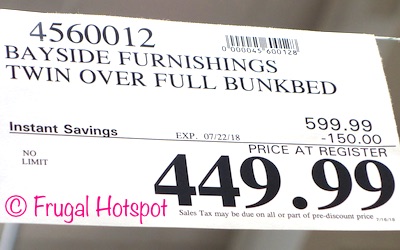 4560012
0000045600128
BAYSIDE FURNISHINGS
TWIN OVER FULL BUNKBED
599.99
Instant Savings EXP. 07/22/18 -150.00
PRICE AT REGISTER
NO
LIMIT
449.99
Sales Tax may be due on all or part of pre-discount price
© Frugal Hotspot